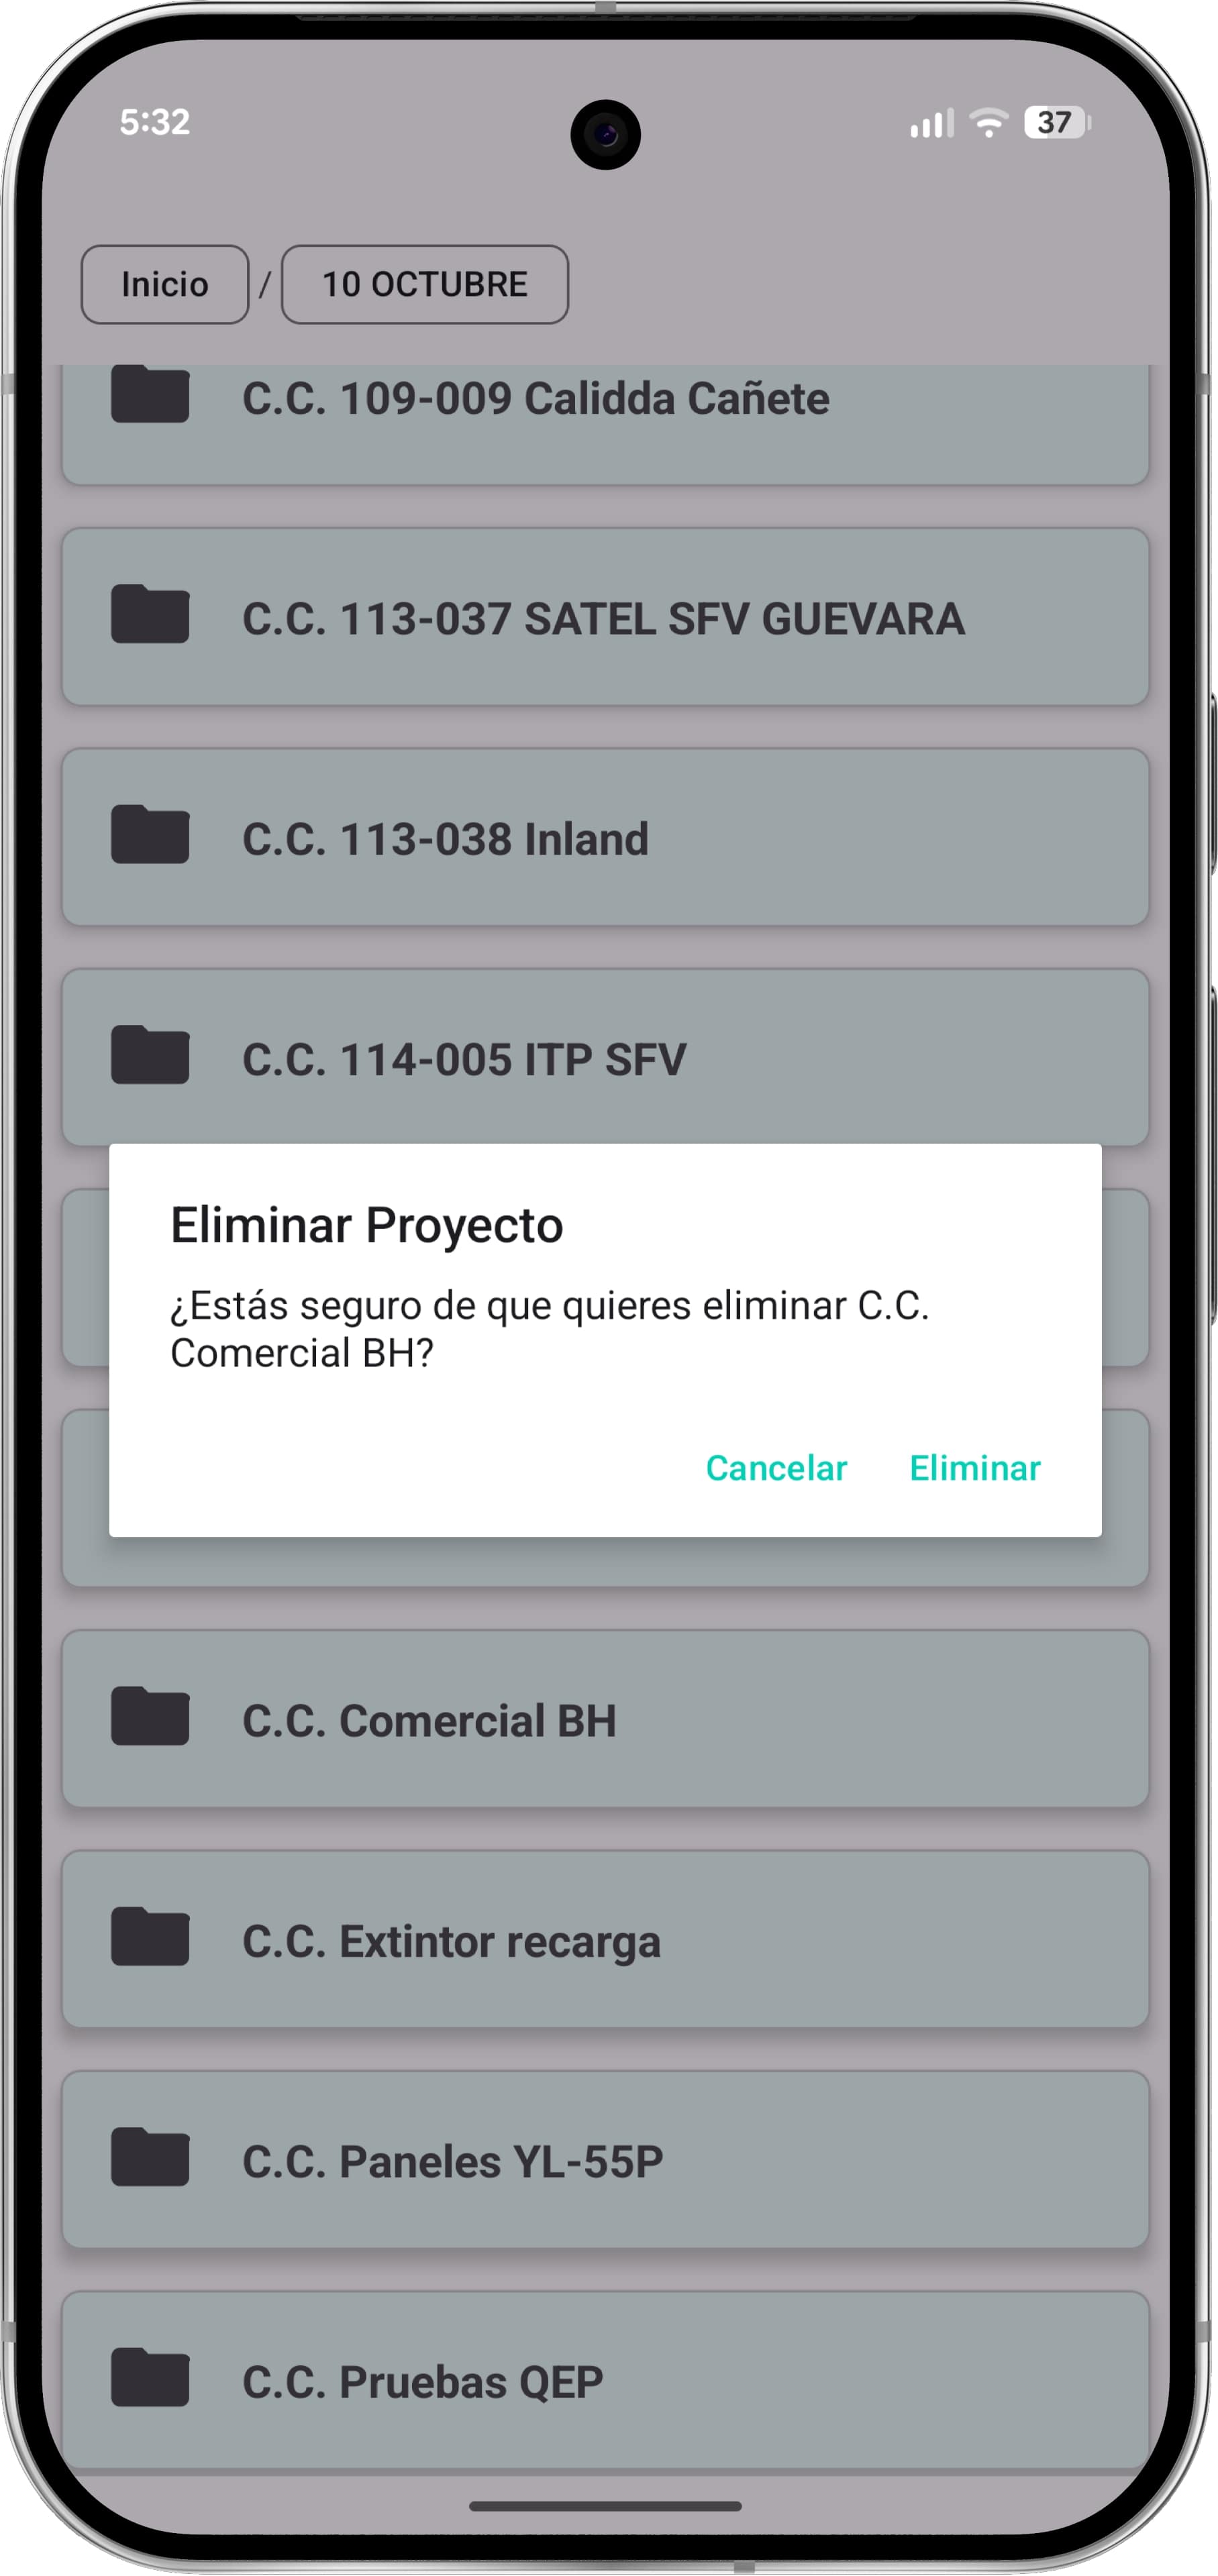 5:32
37
Inicio / 10 OCTUBRE
C.C. 109-009 Calidda Cañete
C.C. 113-037 SATEL SFV GUEVARA
C.C. 113-038 Inland
C.C. 114-005 ITP SFV
Eliminar Proyecto
¿Estás seguro de que quieres eliminar C.C.
Comercial BH?
Cancelar Eliminar
C.C. Comercial BH
C.C. Extintor recarga
C.C. Paneles YL-55P
C.C. Pruebas QEP